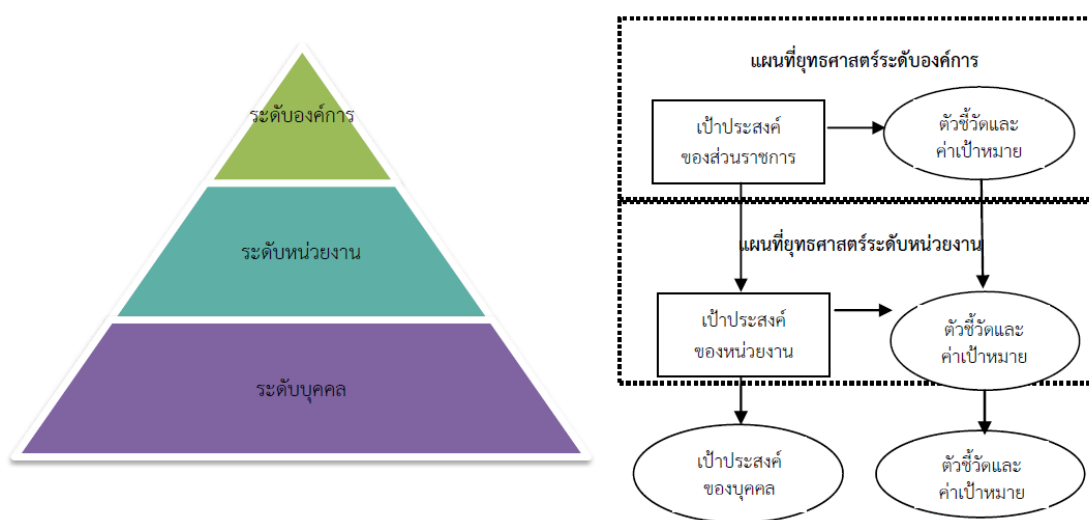 ระดับองค์การ
ระดับหน่วยงาน
ระดับบุคคล
แผนที่ยุทธศาสตร์ระดับองค์การ
เป้าประสงค์
ของส่วนราชการ
ตัวชี้วัดและ
ค่าเป้าหมาย
แผนที่ยุทธศาสตร์ระดับหน่วยงาน
เป้าประสงค์
ของหน่วยงาน
ตัวชี้วัดและ
ค่าเป้าหมาย
เป้าประสงค์
ของบุคคล
ตัวชี้วัดและ
ค่าเป้าหมาย